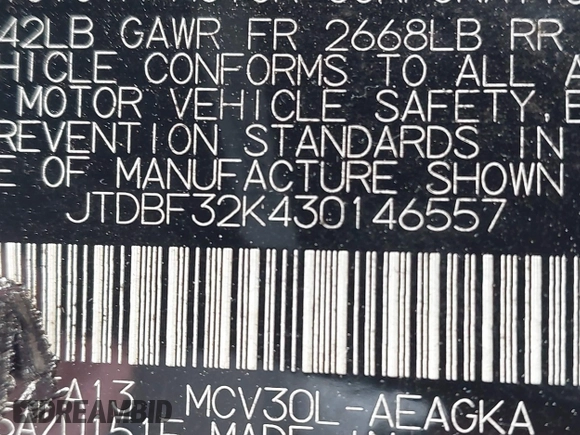 42LB GAWR FR 2668LB RR
HICLE CONFORMS TO ALL A
MOTOR VEHICLE SAFETY, B
REVENTION STANDARDS IN
E OF MANUFACTURE SHOWN
JTDBF32K430146557
A13 MCV30L-AEAGKA
DREAMBID MADE